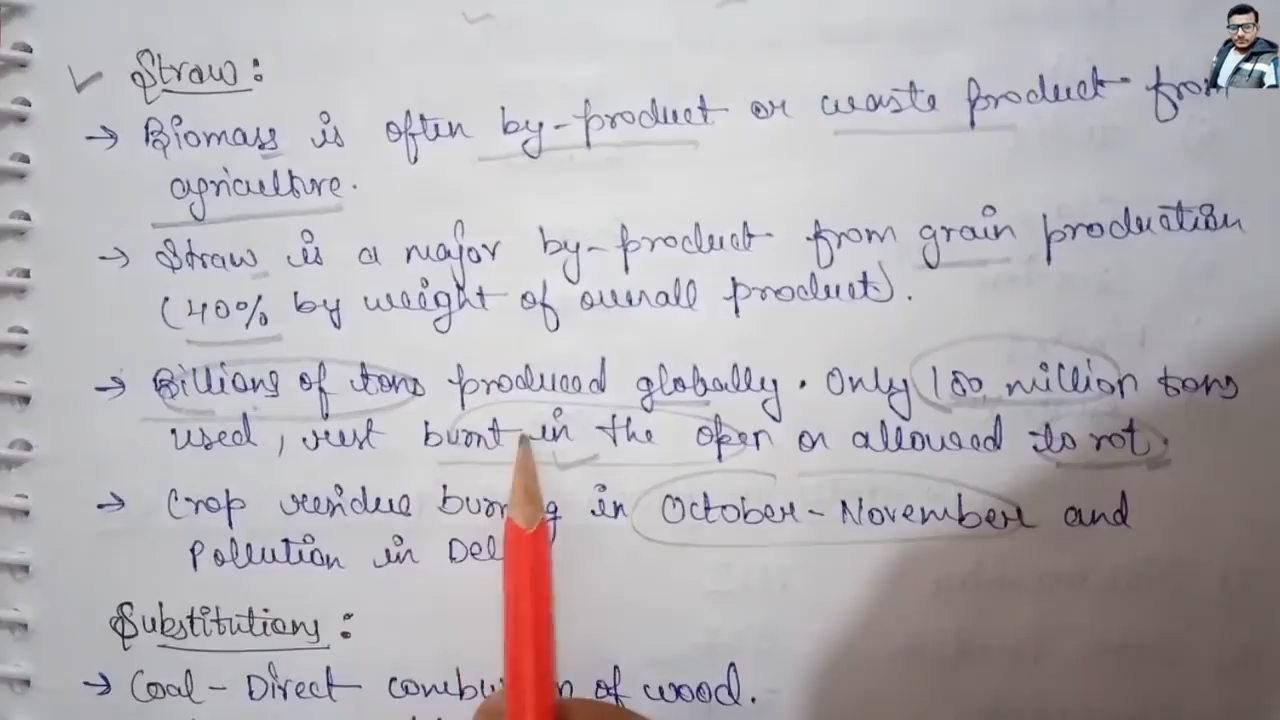 Straw:
→ Biomass is often by-product or waste product from
agriculture.
→ Straw is a major by-product from grain production
(40% by weight of overall product).
→ Billions of tons produced globally. Only 100 million tons
used, rest burnt in the open or allowed to rot.
→ Crop residue burning in October - November and
Pollution in Del
Substitutions:
→ Coal - Direct combustion of wood.